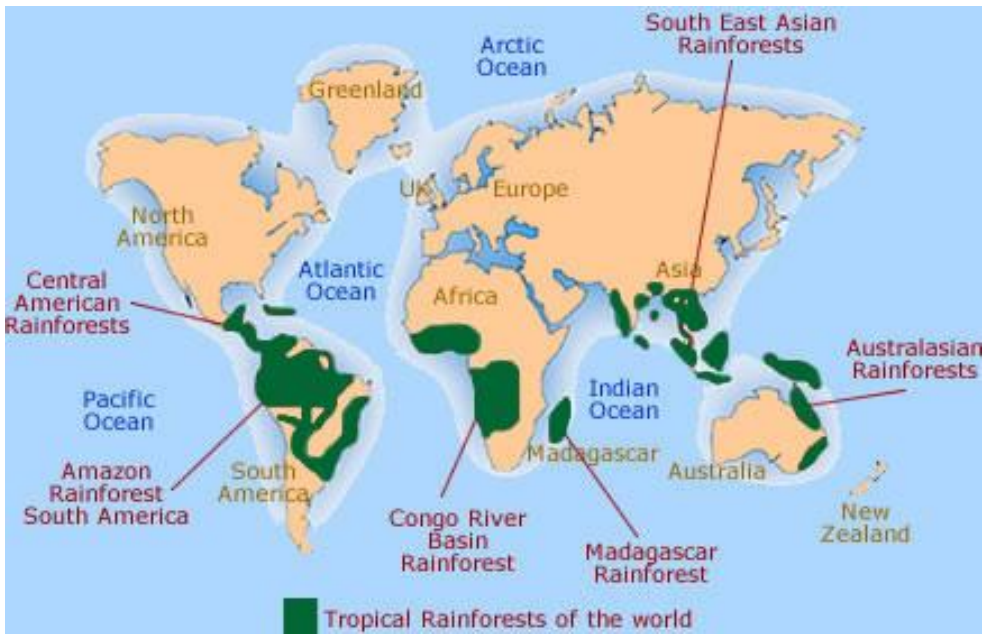 South East Asian
Rainforests
Arctic
Ocean
Greenland
UK
Europe
North
America
Atlantic
Ocean
Asia
Africa
Central
American
Rainforests
Australasian
Rainforests
Pacific
Ocean
Indian
Ocean
Madagascar
Australia
South
America
Amazon
Rainforest
South America
Congo River
Basin
Rainforest
Madagascar
Rainforest
New
Zealand
Tropical Rainforests of the world